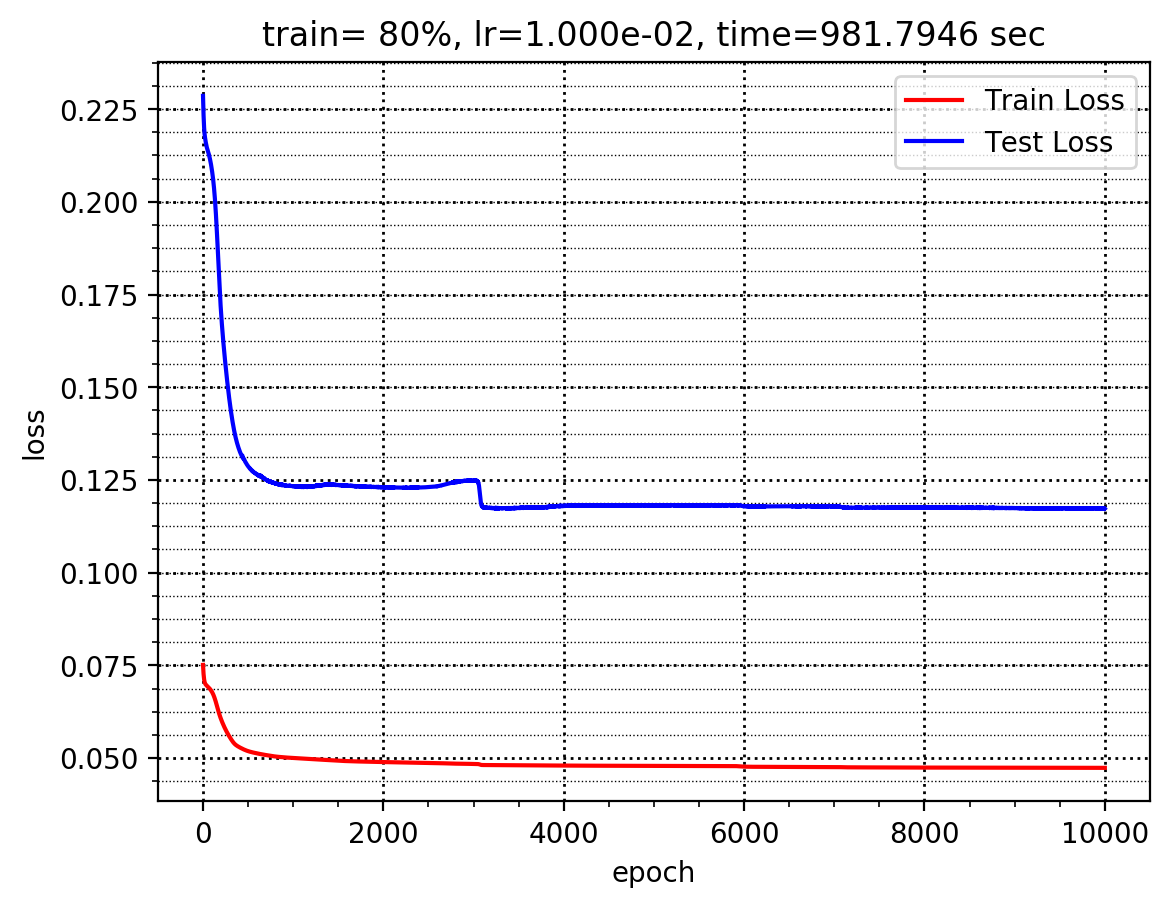 train= 80%, lr=1.000e-02, time=981.7946 sec
Train Loss
Test Loss
0.225
0.200
0.175
0.150
0.125
0.100
0.075
0.050
loss
0 2000 4000 6000 8000 10000
epoch